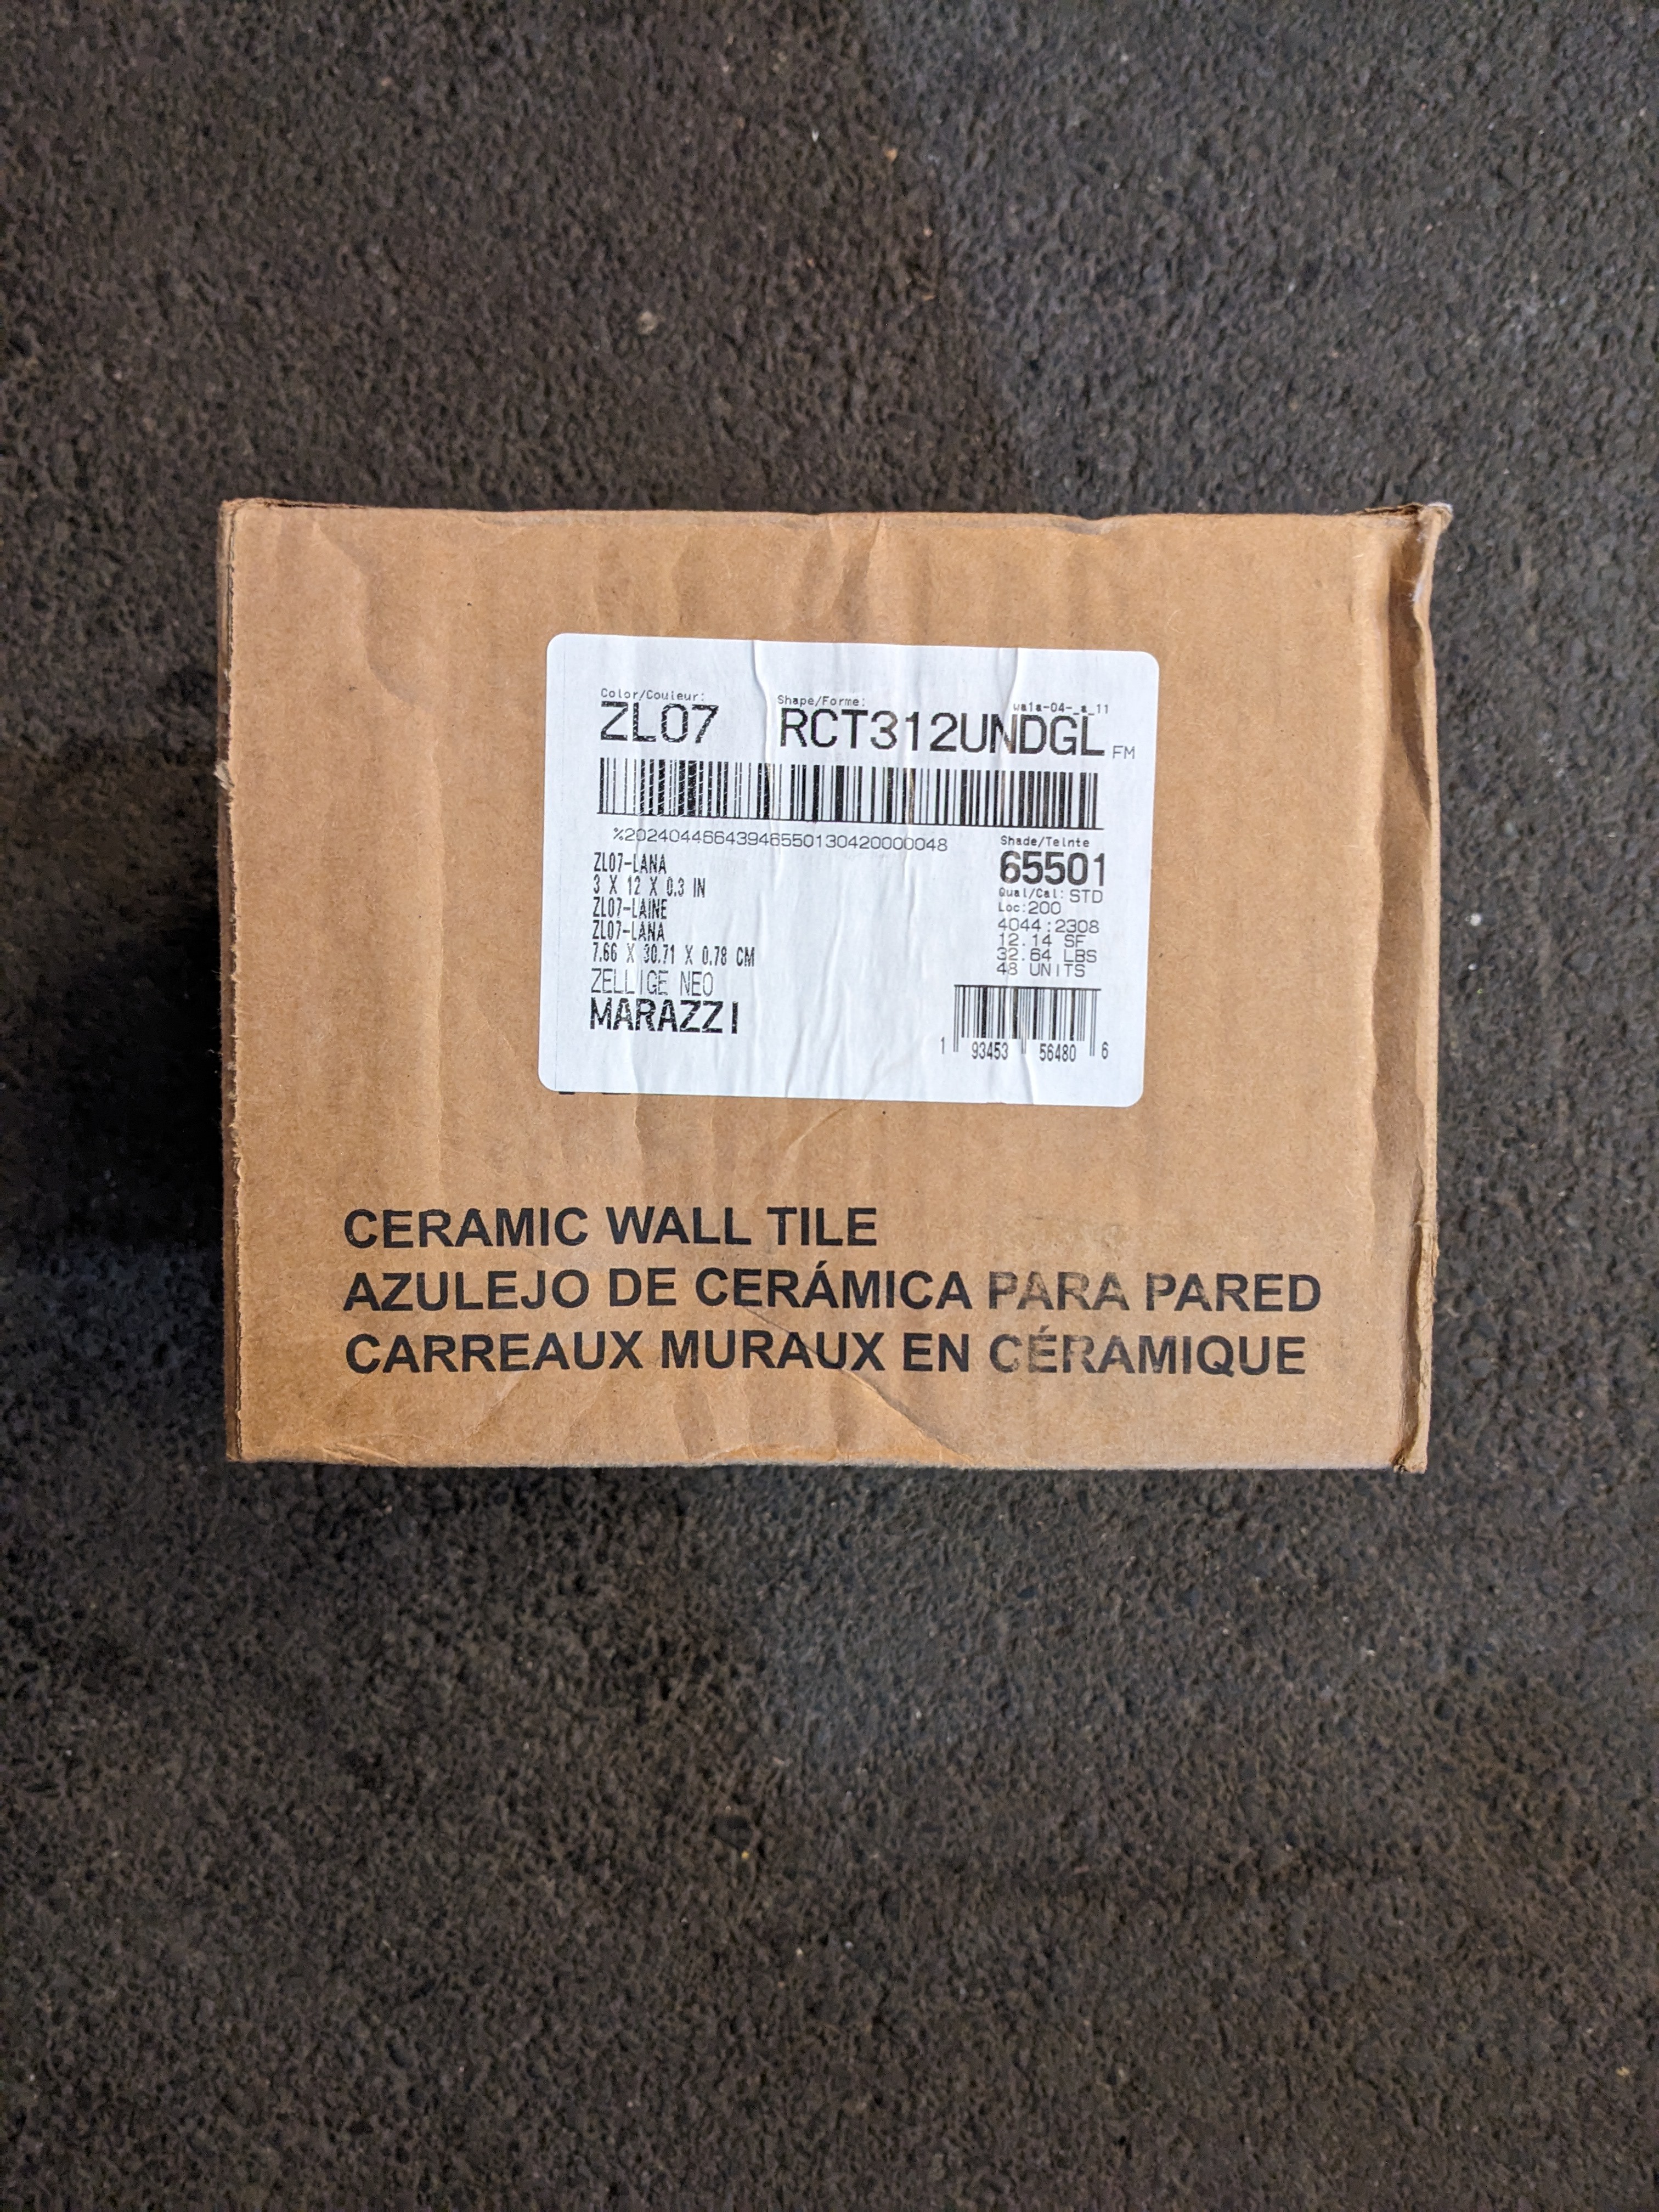 Color/Couleur: Shape/Forme:
ZL07 RCT312UNDGL FM
%2024044664394655013042000048
Shade/Teinte
65501
Qual/Cal: STD
Loc:200
4044:2308
12.14 SF
32.64 LBS
48 UNITS
ZL07-LANA
3 X 12 X 0.3 IN
ZL07-LAINE
ZL07-LANA
7.66 X 30.71 X 0.78 CM
ZELLIGE NEO
MARAZZI
1 93453 56480 6
CERAMIC WALL TILE
AZULEJO DE CERÁMICA PARA PARED
CARREAUX MURAUX EN CÉRAMIQUE